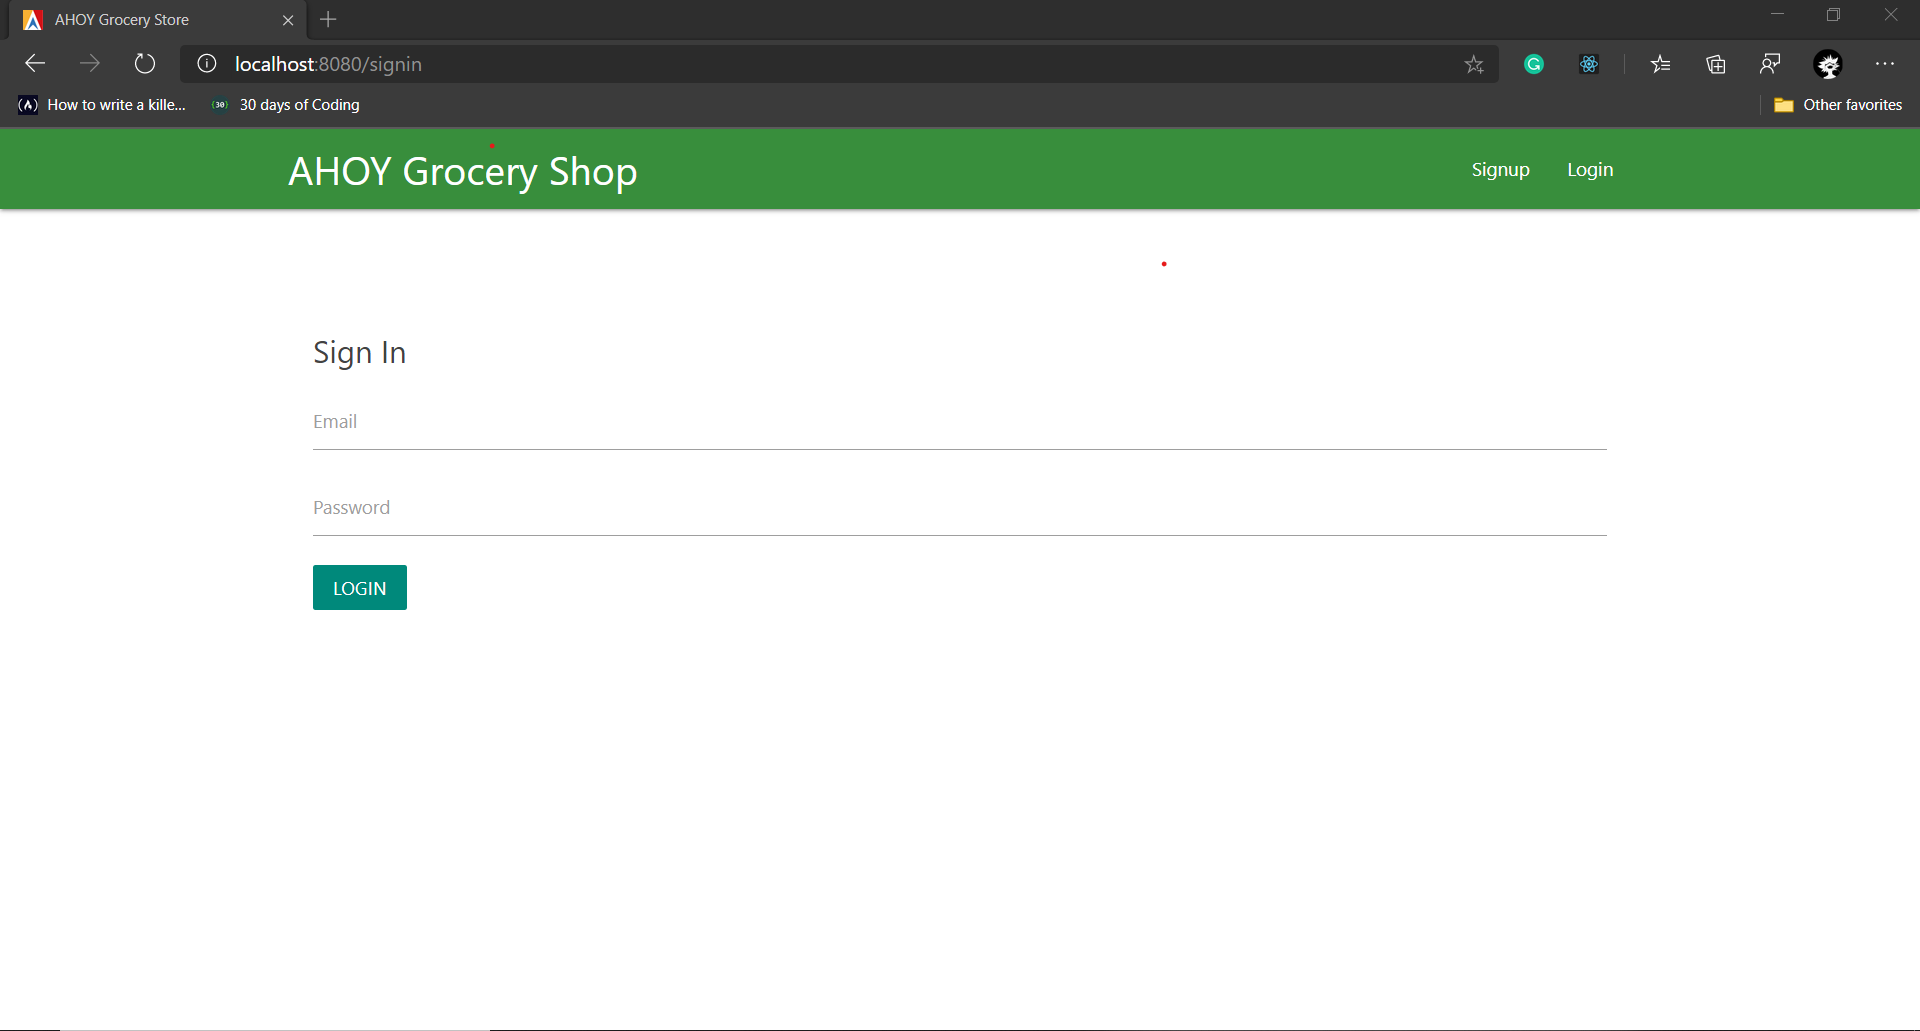 AHOY Grocery Store
localhost:8080/signin
How to write a kille... 30 days of Coding Other favorites
AHOY Grocery Shop Signup Login
Sign In
Email
Password
LOGIN